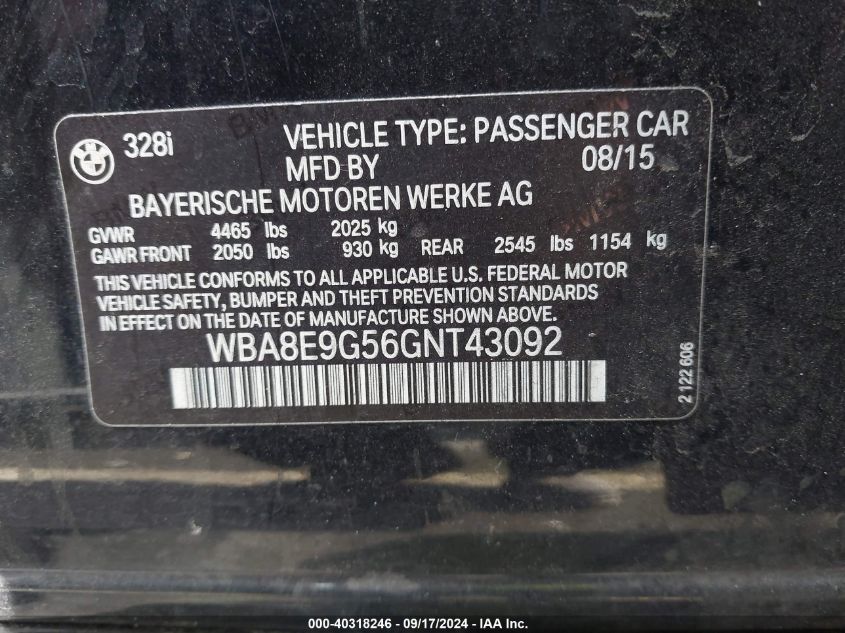 328i VEHICLE TYPE: PASSENGER CAR
MFD BY 08/15
BAYERISCHE MOTOREN WERKE AG
GVWR 4465 lbs 2025 kg
GAWR FRONT 2050 lbs 930 kg REAR 2545 lbs 1154 kg
THIS VEHICLE CONFORMS TO ALL APPLICABLE U.S. FEDERAL MOTOR
VEHICLE SAFETY, BUMPER AND THEFT PREVENTION STANDARDS
IN EFFECT ON THE DATE OF MANUFACTURE SHOWN ABOVE.
WBA8E9G56GNT43092
2 122 606
000-40318246 - 09/17/2024 - IAA Inc.